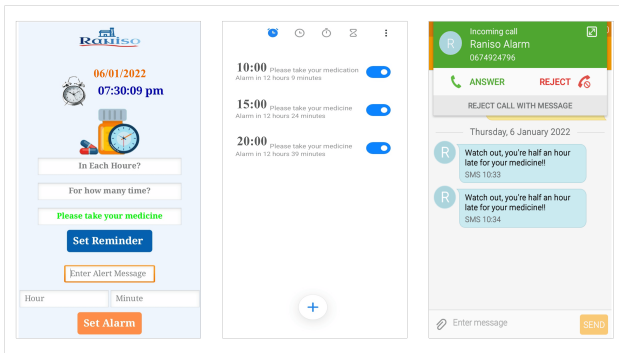 Raniso
06/01/2022
07:30:09 pm
In Each Houre?
For how many time?
Please take your medicine
Set Reminder
Enter Alert Message
Hour
Minute
Set Alarm
10:00 Please take your medication
Alarm in 12 hours 9 minutes
15:00 Please take your medicine
Alarm in 12 hours 24 minutes
20:00 Please take your medicine
Alarm in 12 hours 39 minutes
+
Incoming call
R
Raniso Alarm
0674924796
ANSWER
REJECT
REJECT CALL WITH MESSAGE
Thursday, 6 January 2022
R
Watch out, you're half an hour
late for your medicine!!
SMS 10:33
R
Watch out, you're half an hour
late for your medicine!!
SMS 10:34
Enter message
SEND